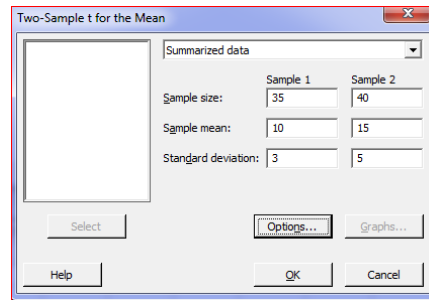 Two-Sample t for the Mean
Summarized data
Sample 1 Sample 2
Sample size: 35 40
Sample mean: 10 15
Standard deviation: 3 5
Select Options... Graphs...
Help OK Cancel